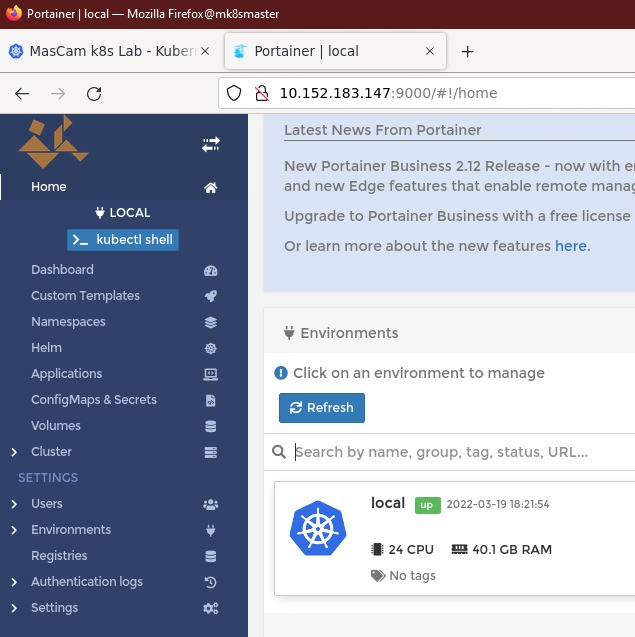 Portainer | local — Mozilla Firefox@mk8smaster
MasCam k8s Lab - Kuber
Portainer | local
10.152.183.147:9000/#!/home
Home
LOCAL
kubectl shell
Dashboard
Custom Templates
Namespaces
Helm
Applications
ConfigMaps & Secrets
Volumes
Cluster
SETTINGS
Users
Environments
Registries
Authentication logs
Settings
Latest News From Portainer
New Portainer Business 2.12 Release - now with
and new Edge features that enable remote
Upgrade to Portainer Business with a free license
Or learn more about the new features here.
Environments
Click on an environment to manage
Refresh
Search by name, group, tag, status, URL...
local up 2022-03-19 18:21:54
24 CPU 40.1 GB RAM
No tags